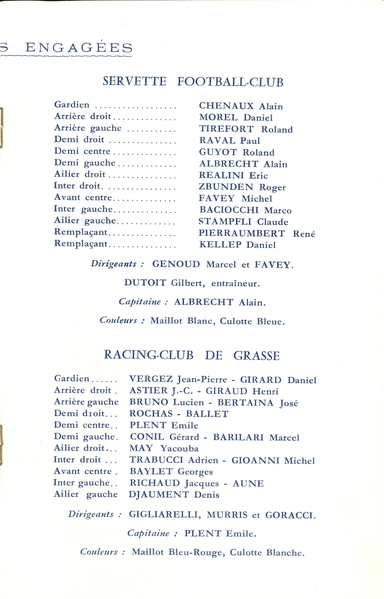 S ENGAGÉES
SERVETTE FOOTBALL-CLUB
Gardien .................. CHENAUX Alain
Arrière droit.............. MOREL Daniel
Arrière gauche ........... TIREFORT Roland
Demi droit ............... RAVAL Paul
Demi centre.............. GUYOT Roland
Demi gauche............. ALBRECHT Alain
Ailier droit............... REALINI Eric
Inter droit. ............... ZBUNDEN Roger
Avant centre.............. FAVEY Michel
Inter gauche.............. BACIOCCHI Marco
Ailier gauche............. STAMPFLI Claude
Remplaçant............... PIERRAUMBERT René
Remplaçant............... KELLEP Daniel
Dirigeants : GENOUD Marcel et FAVEY.
DUTOIT Gilbert, entraîneur.
Capitaine : ALBRECHT Alain.
Couleurs : Maillot Blanc, Culotte Bleue.
RACING-CLUB DE GRASSE
Gardien...... VERGEZ Jean-Pierre - GIRARD Daniel
Arrière droit . ASTIER J.-C. - GIRAUD Henri
Arrière gauche BRUNO Lucien - BERTAINA José
Demi droit... ROCHAS - BALLET
Demi centre.. PLENT Emile
Demi gauche. CONIL Gérard - BARILARI Marcel
Ailier droit... MAY Yacouba
Inter droit ... TRABUCCI Adrien - GIOANNI Michel
Avant centre . BAYLET Georges
Inter gauche.. RICHAUD Jacques - AUNE
Ailier gauche DJAUMENT Denis
Dirigeants : GIGLIARELLI, MURRIS et GORACCI.
Capitaine : PLENT Emile.
Couleurs : Maillot Bleu-Rouge, Culotte Blanche.